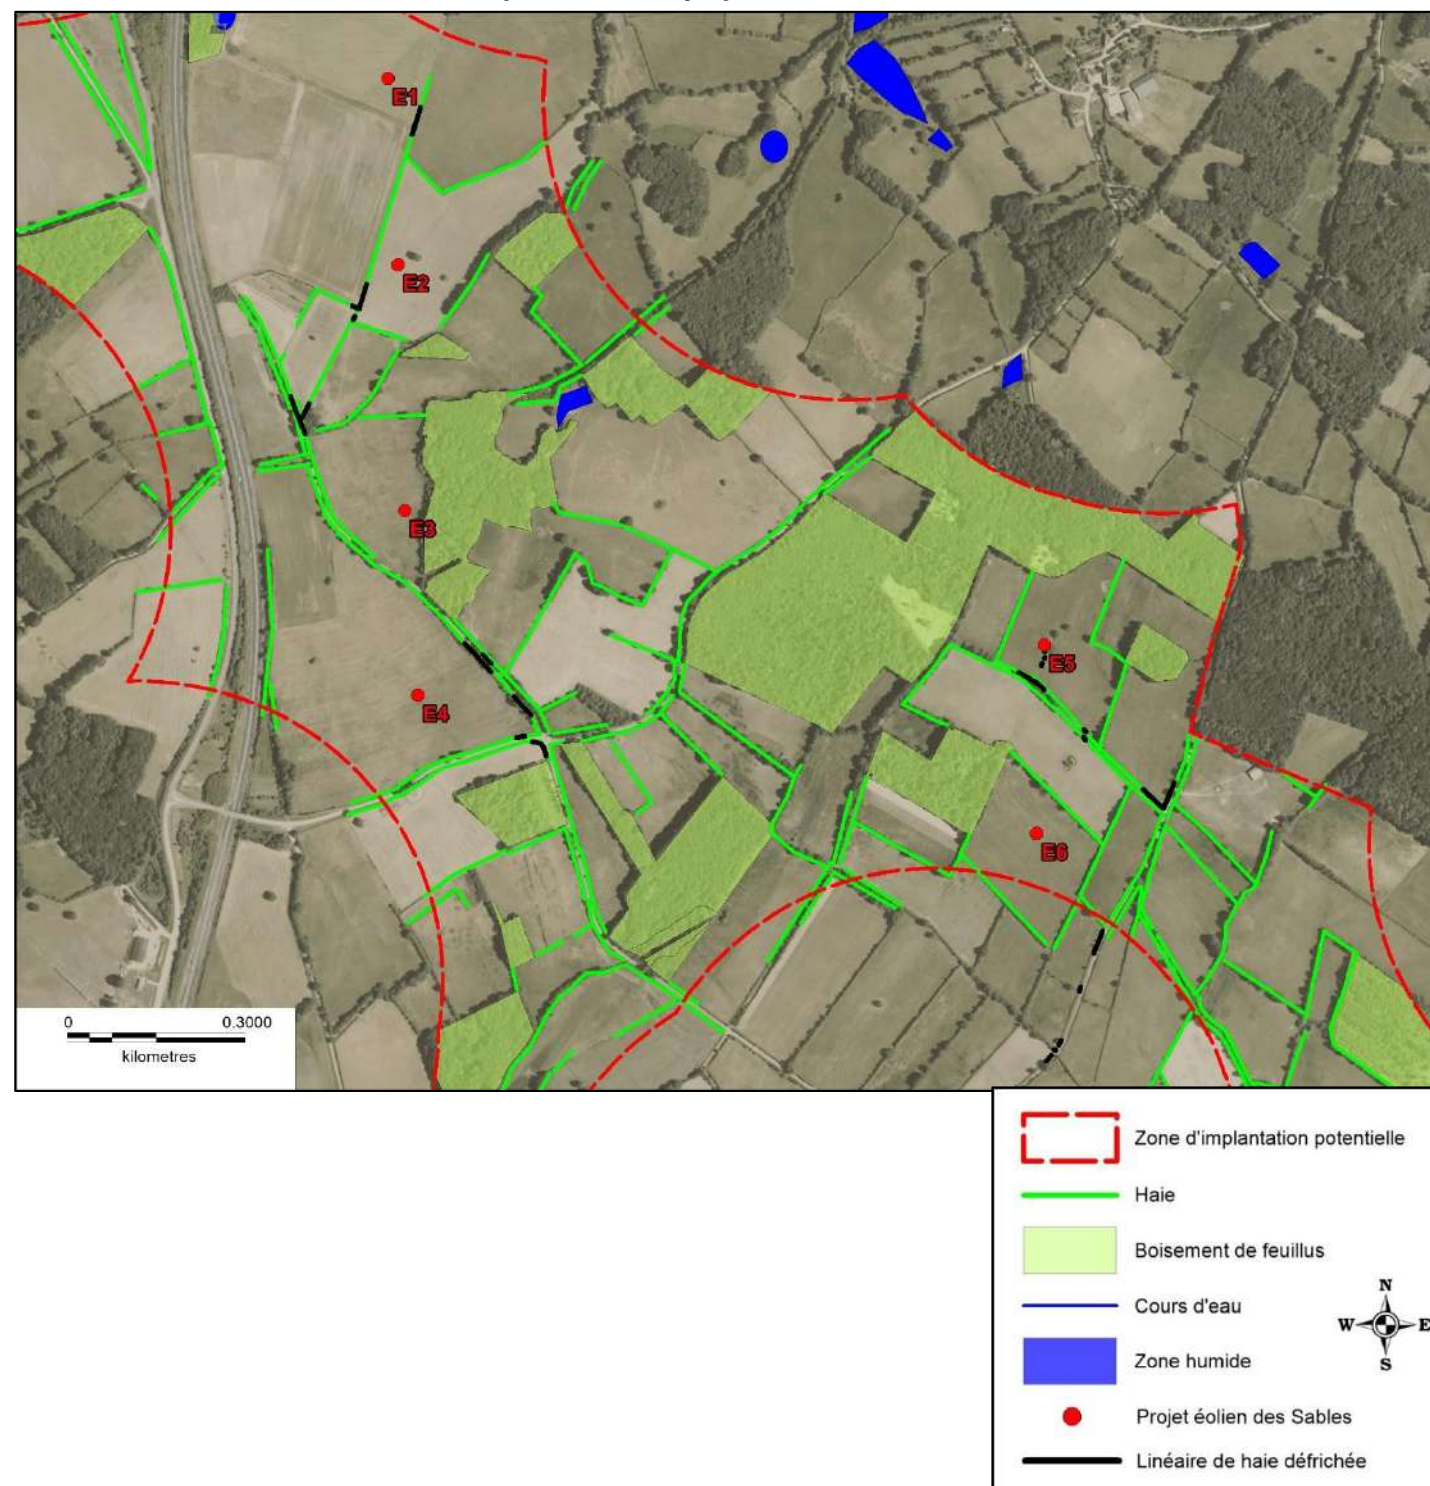 E1
E2
E3
E5
E4
E6
0 0.3000
kilometres
Zone d'implantation potentielle
Haie
Boisement de feuillus
Cours d'eau
N
W E
S
Zone humide
Projet éolien des Sables
Linéaire de haie défrichée